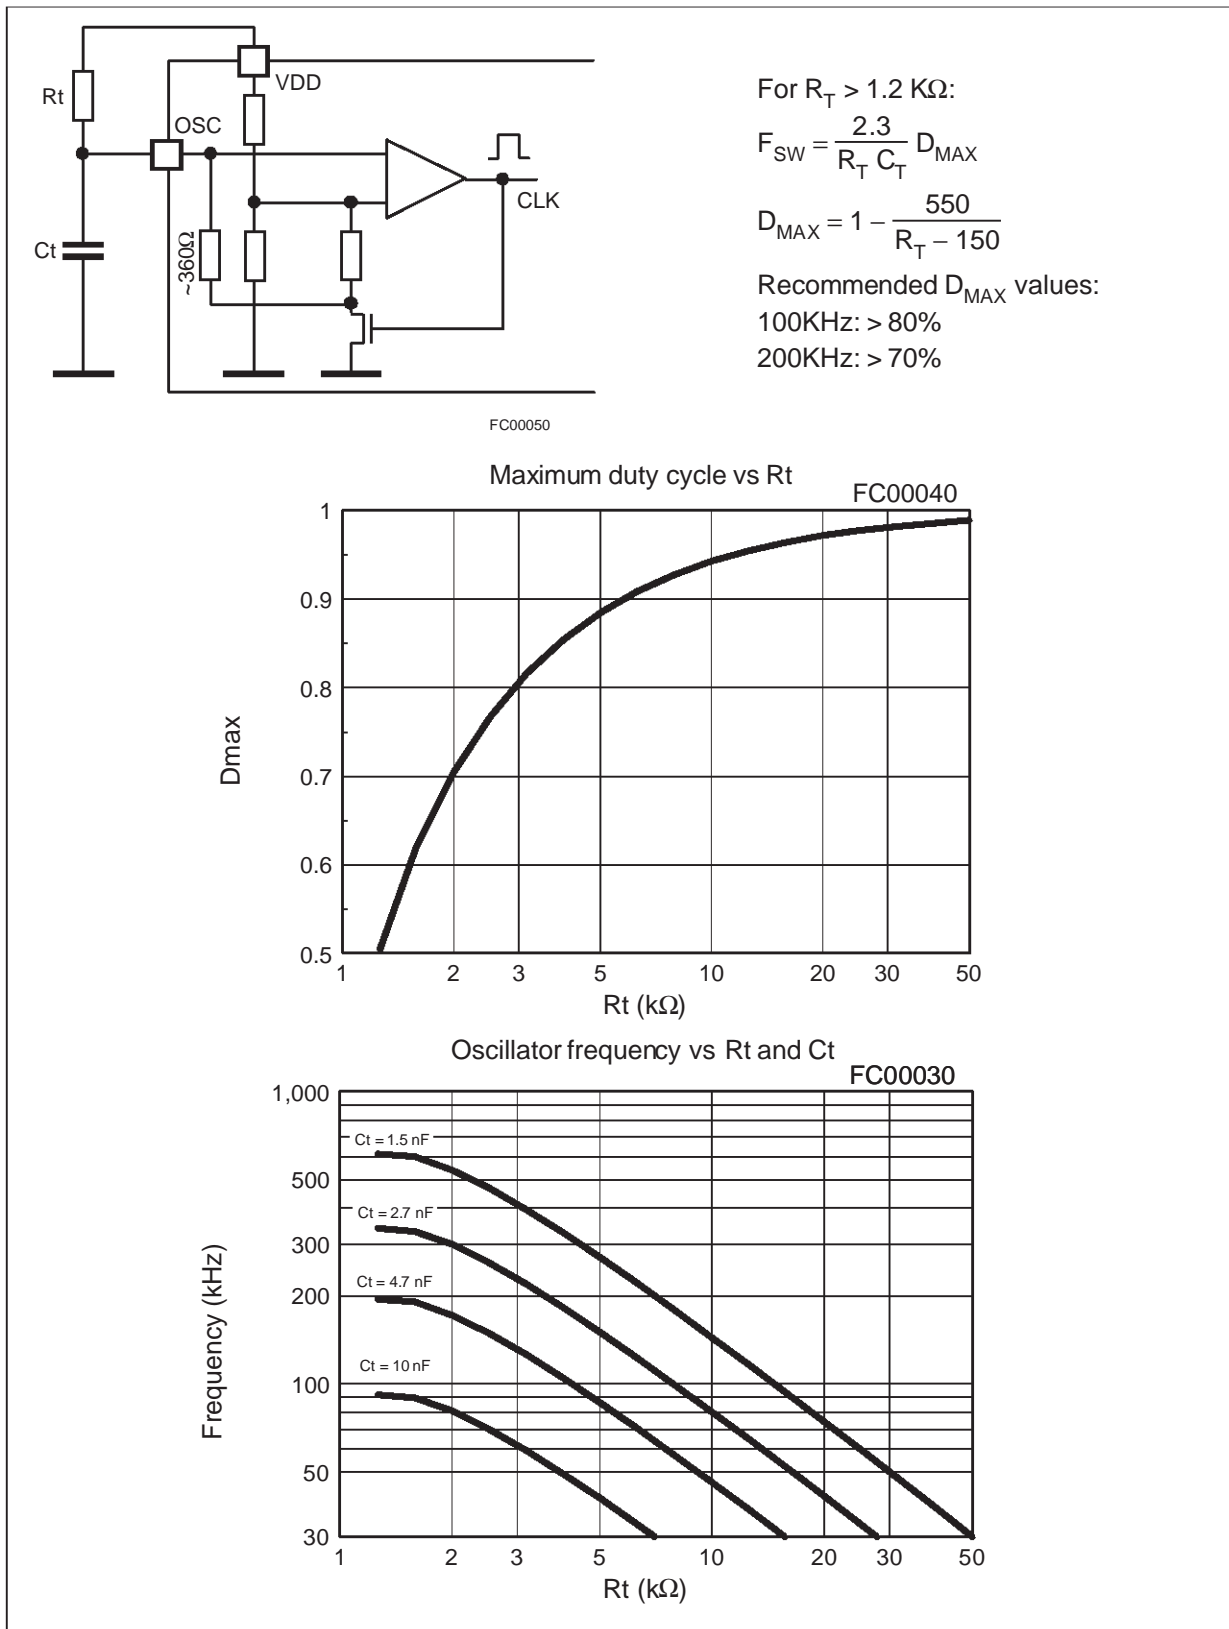 VDD
Rt
OSC
CLK
Ct
~360Ω
FC00050
For R_T > 1.2 KΩ:
F_SW = 2.3 / R_T C_T D_MAX
D_MAX = 1 − 550 / R_T − 150
Recommended D_MAX values:
100KHz: > 80%
200KHz: > 70%
Maximum duty cycle vs Rt
FC00040
1
0.9
0.8
0.7
0.6
0.5
Dmax
1 2 3 5 10 20 30 50
Rt (kΩ)
Oscillator frequency vs Rt and Ct
FC00030
1,000
500
300
200
100
50
30
Frequency (kHz)
Ct = 1.5 nF
Ct = 2.7 nF
Ct = 4.7 nF
Ct = 10 nF
1 2 3 5 10 20 30 50
Rt (kΩ)